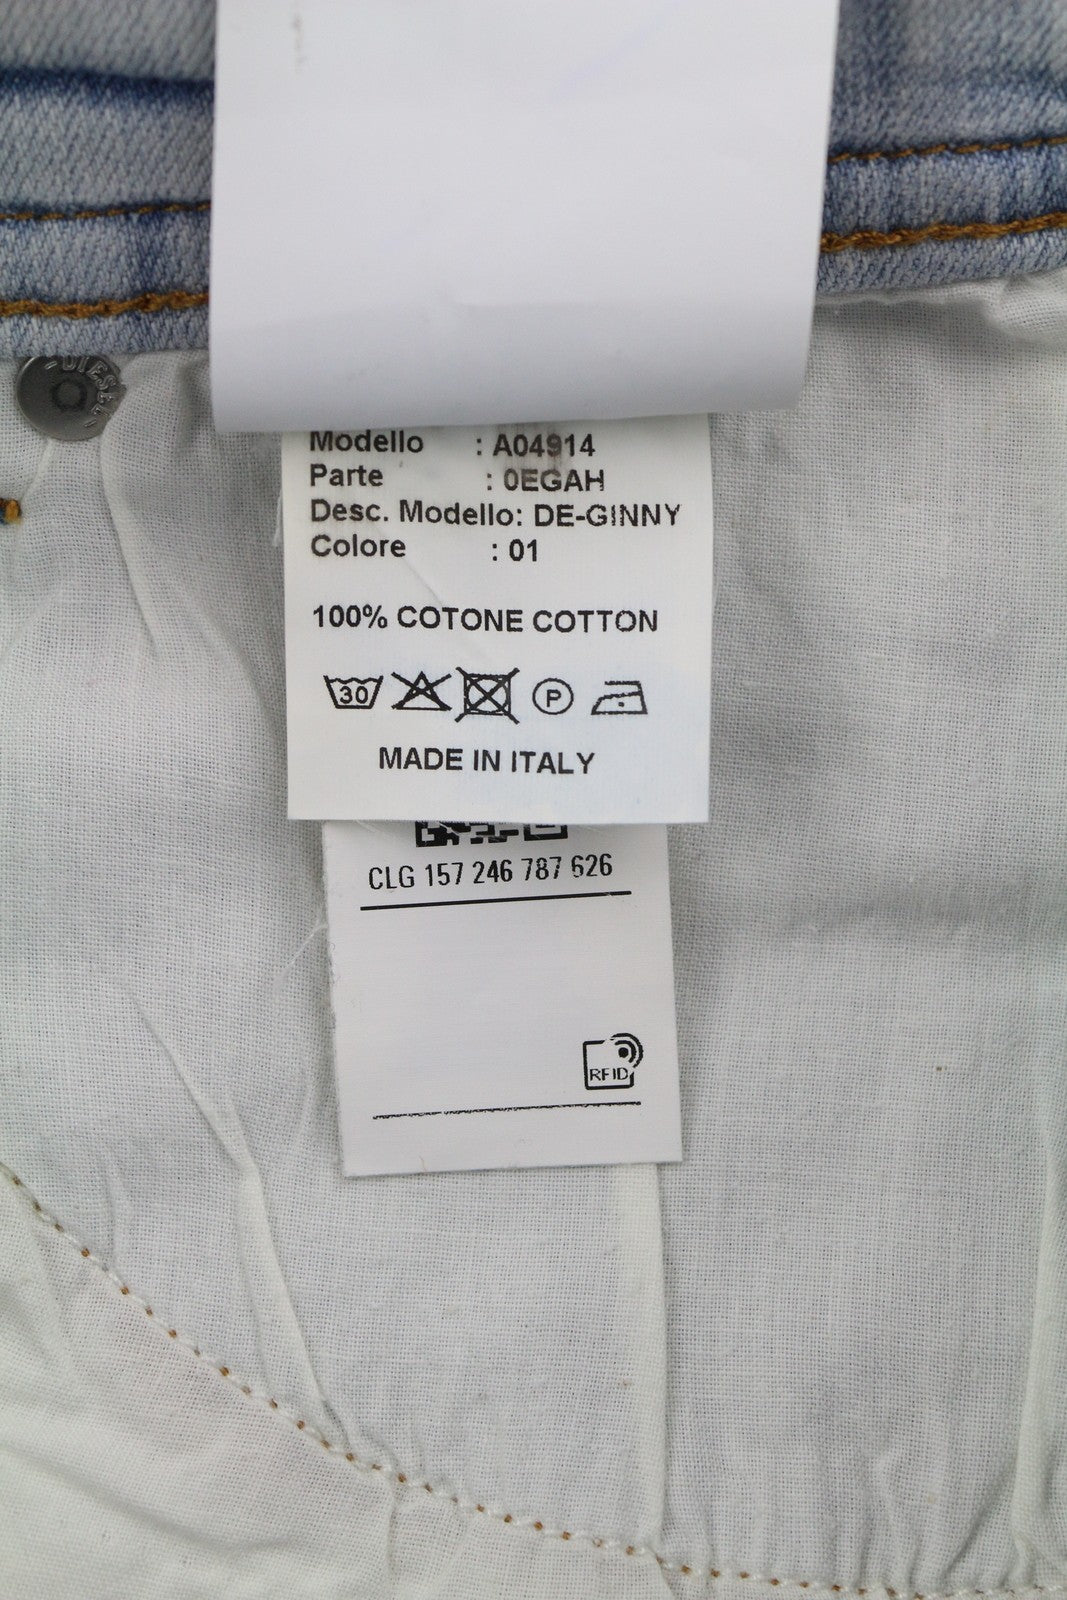 DIESEL
Modello : A04914
Parte : 0EGAH
Desc. Modello: DE-GINNY
Colore : 01
100% COTONE COTTON
30 P
MADE IN ITALY
CLG 157 246 787 626
RFID